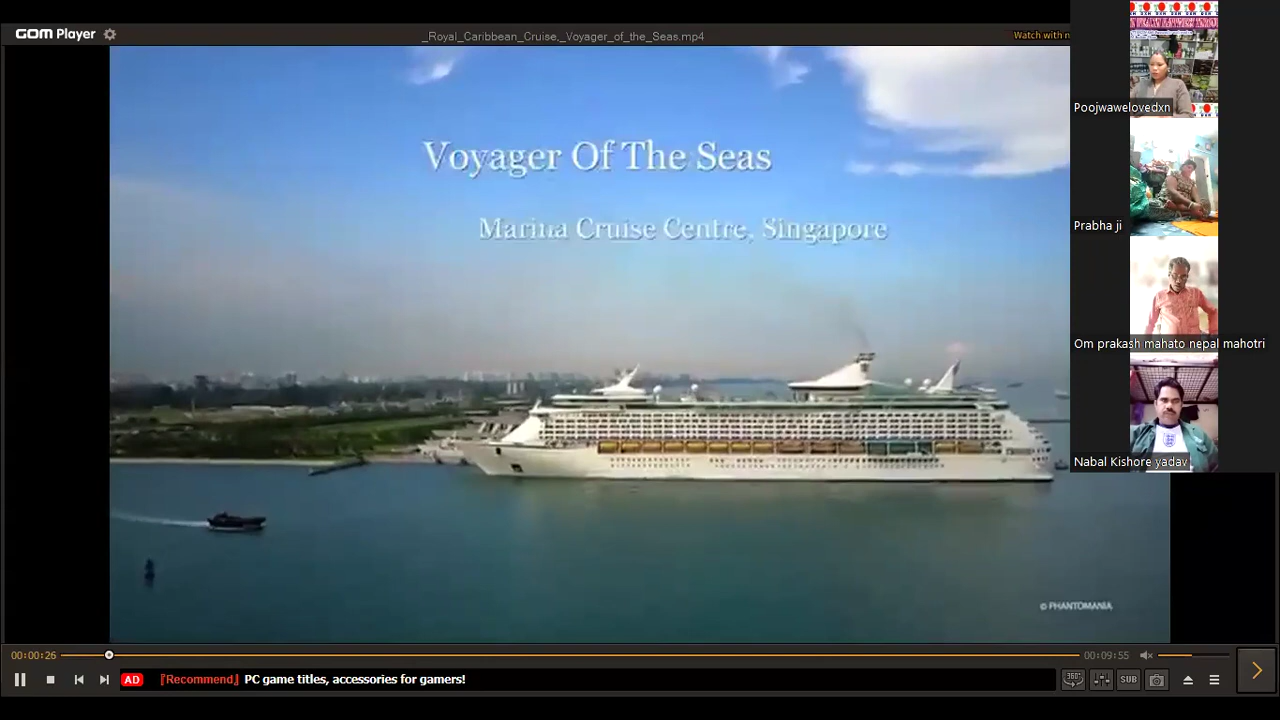 GOM Player
_Royal_Caribbean_Cruise,_Voyager_of_the_Seas.mp4
Watch with n
Voyager Of The Seas
Marina Cruise Centre, Singapore
© PHANTOMANIA
Poojwawelovedxn
Prabha ji
Om prakash mahato nepal mahotri
Nabal Kishore yadav
00:00:26
00:09:55
AD
『Recommend』 PC game titles, accessories for gamers!
360°
SUB